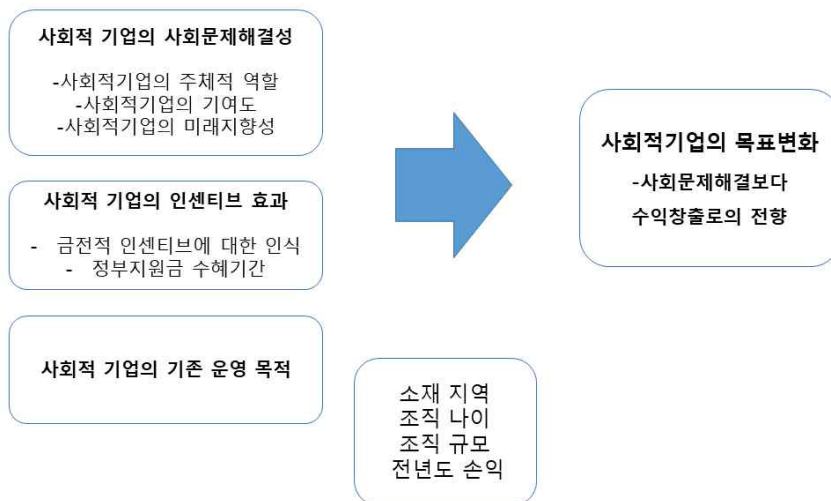 사회적 기업의 사회문제해결성
-사회적기업의 주체적 역할
-사회적기업의 기여도
-사회적기업의 미래지향성
사회적 기업의 인센티브 효과
- 금전적 인센티브에 대한 인식
- 정부지원금 수혜기간
사회적 기업의 기존 운영 목적
소재 지역
조직 나이
조직 규모
전년도 손익
사회적기업의 목표변화
-사회문제해결보다
수익창출로의 전향